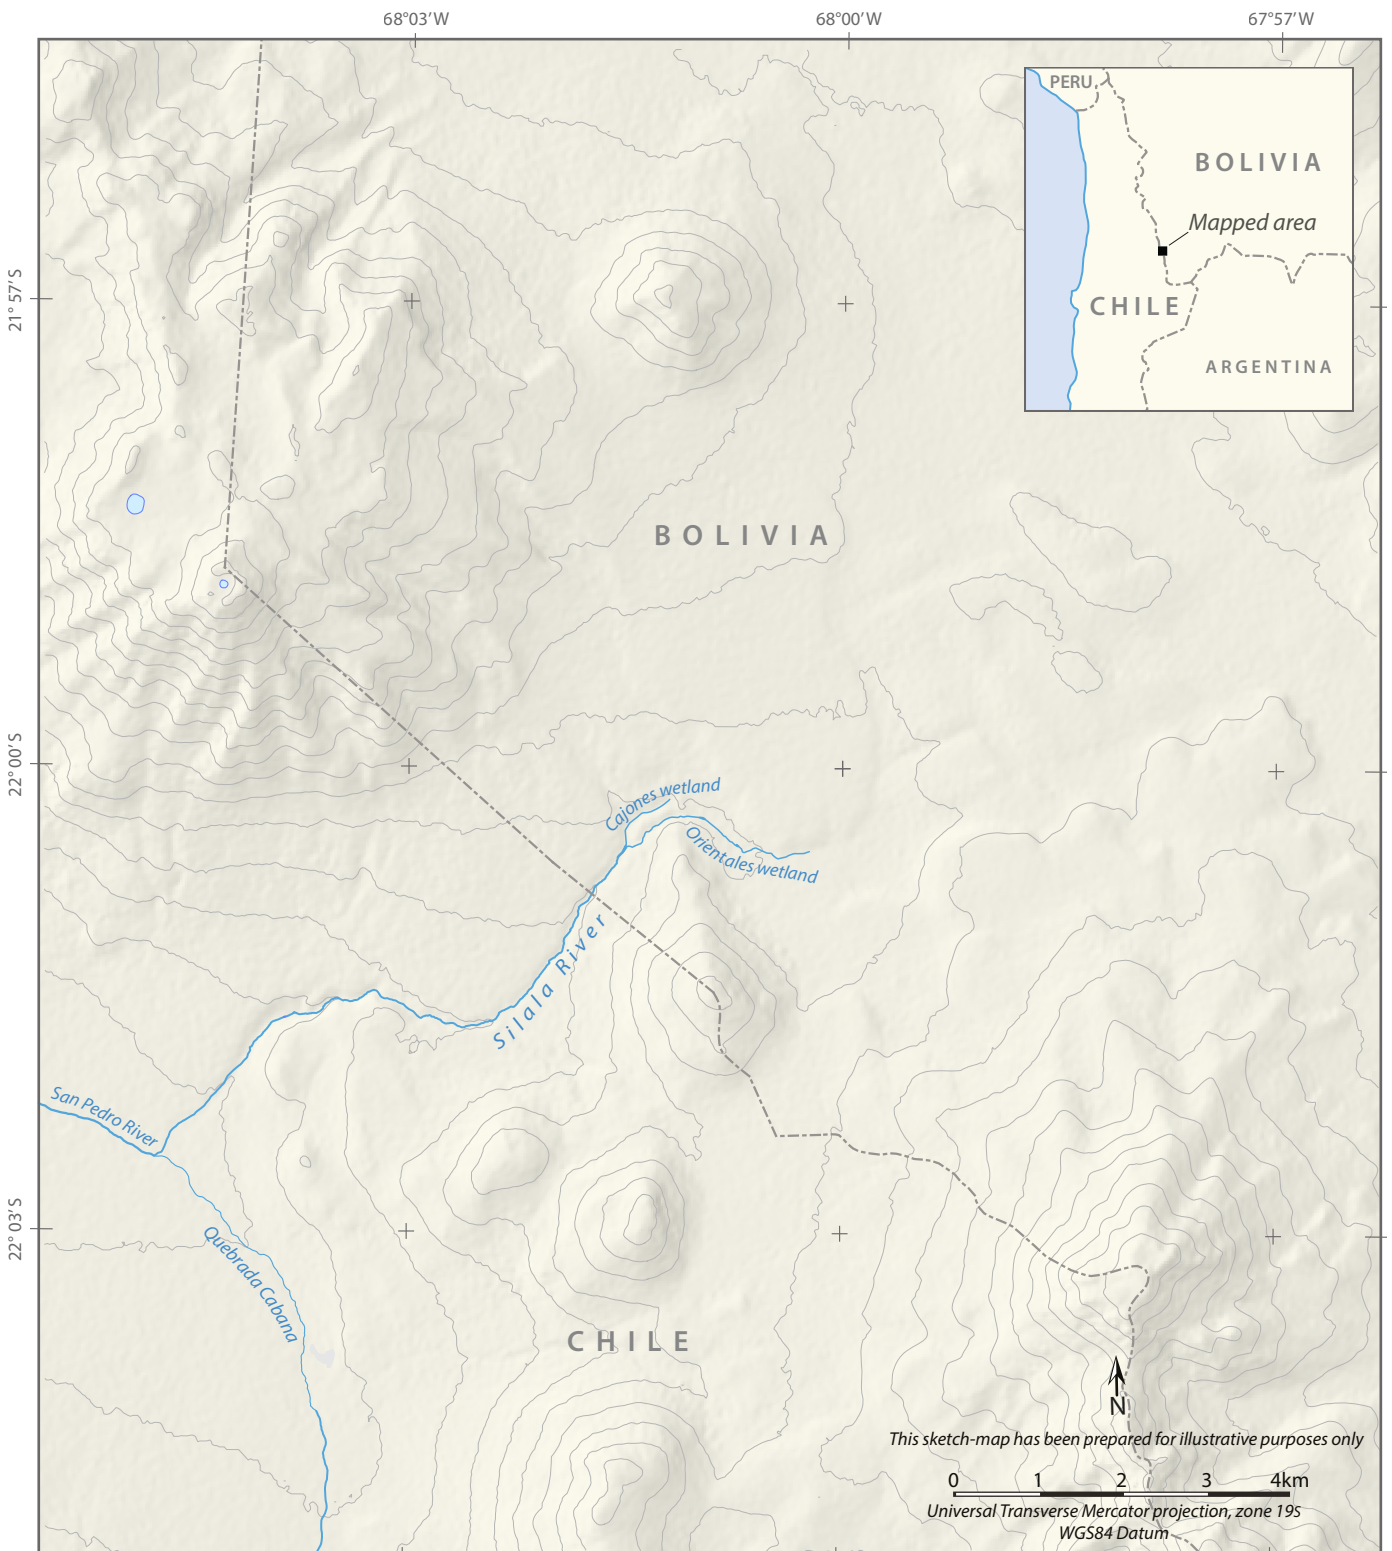 68°03'W
68°00'W
67°57'W
PERU
BOLIVIA
Mapped area
CHILE
ARGENTINA
21°57'S
BOLIVIA
22°00'S
Cajones wetland
Orientales wetland
Silala River
San Pedro River
22°03'S
Quebrada Cabana
CHILE
N
This sketch-map has been prepared for illustrative purposes only
0 1 2 3 4km
Universal Transverse Mercator projection, zone 19S
WGS84 Datum